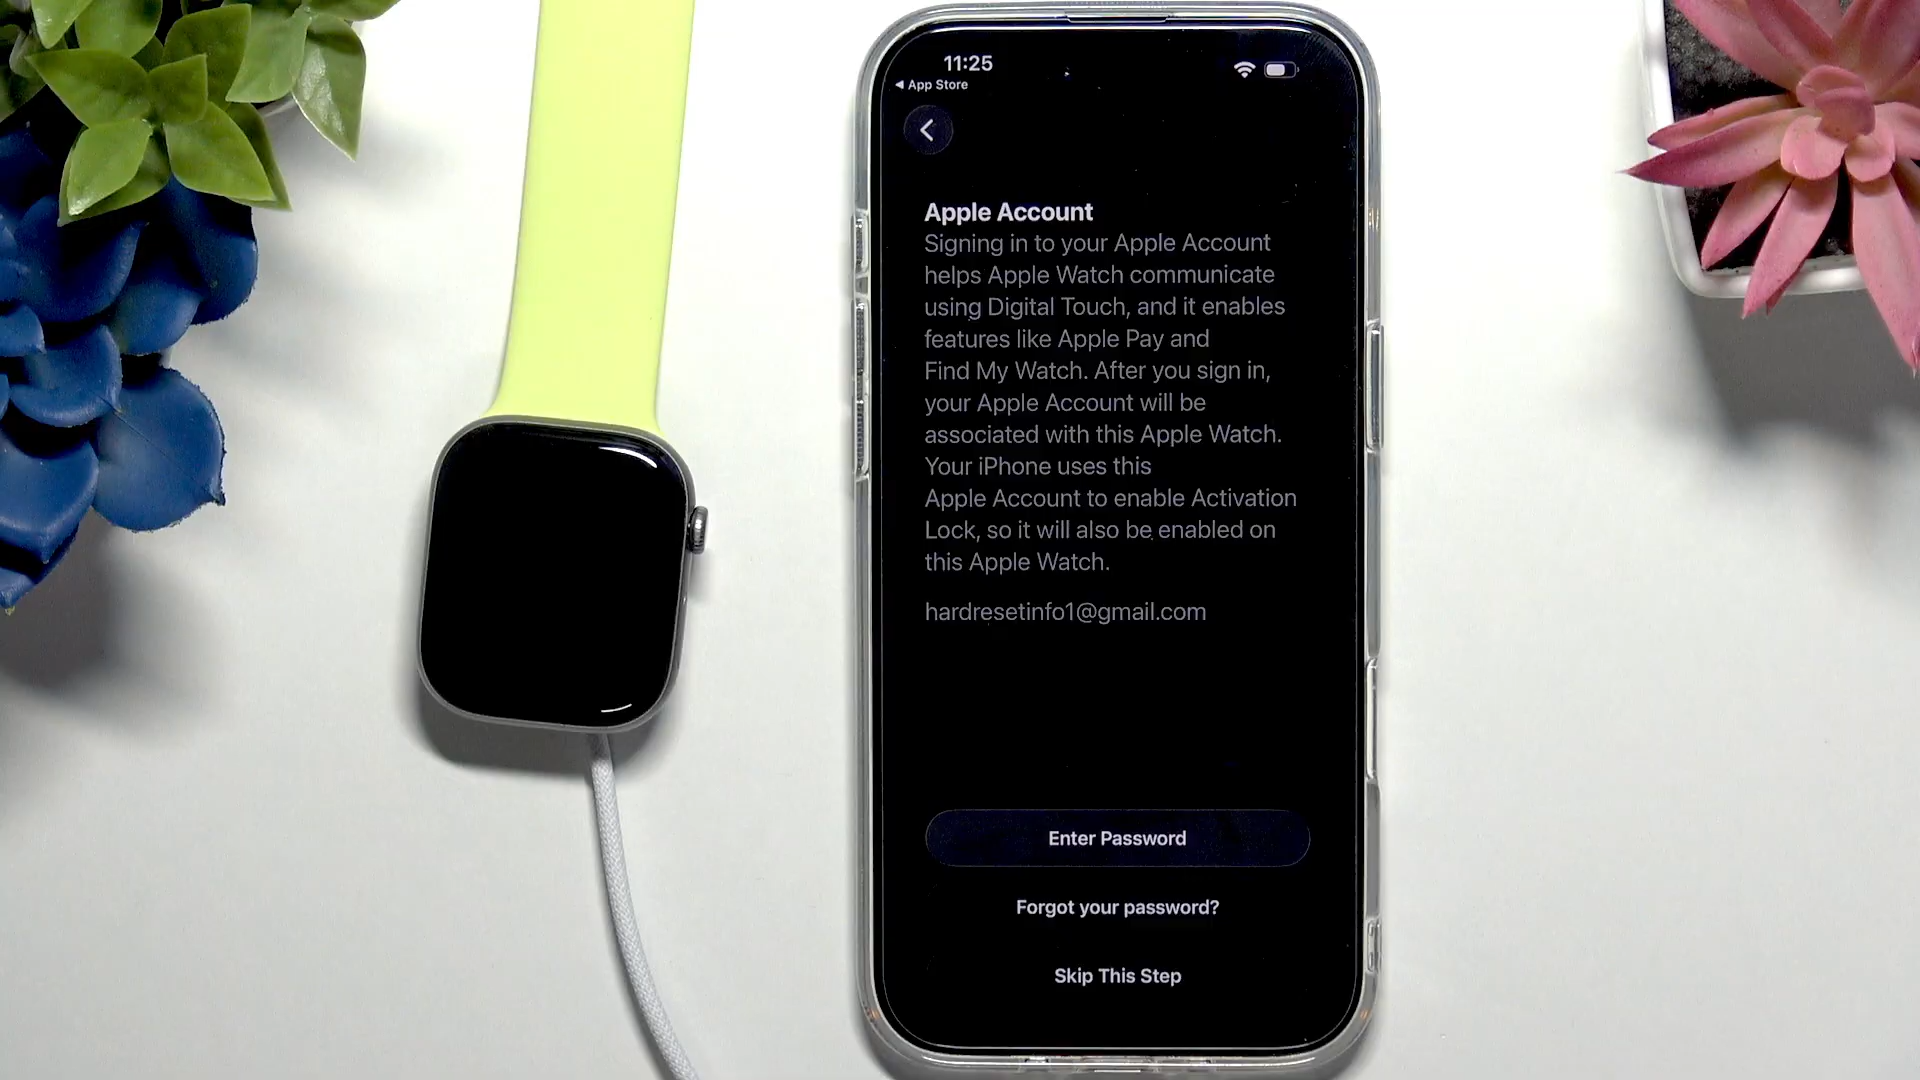 11:25
◀ App Store
Apple Account
Signing in to your Apple Account
helps Apple Watch communicate
using Digital Touch, and it enables
features like Apple Pay and
Find My Watch. After you sign in,
your Apple Account will be
associated with this Apple Watch.
Your iPhone uses this
Apple Account to enable Activation
Lock, so it will also be enabled on
this Apple Watch.
hardresetinfo1@gmail.com
Enter Password
Forgot your password?
Skip This Step